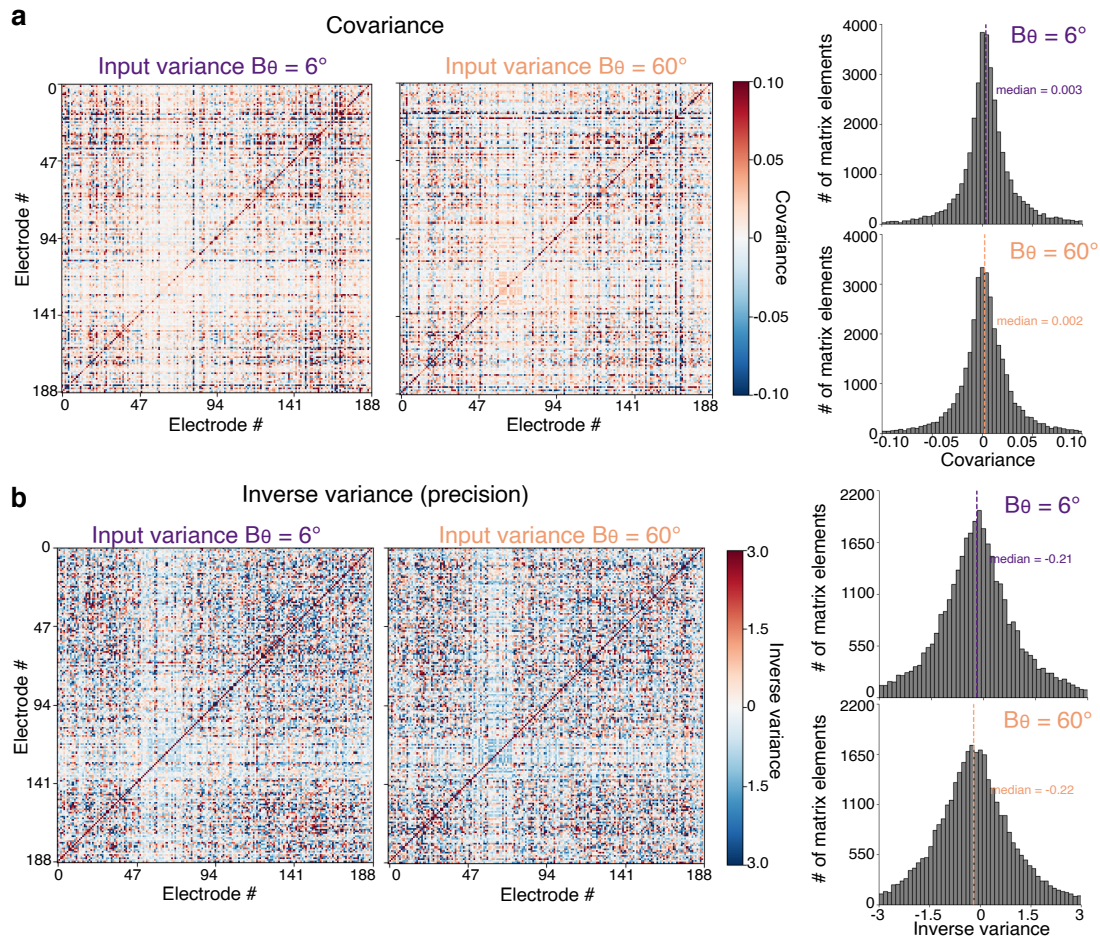 a
Covariance
Input variance Bθ = 6°
Input variance Bθ = 60°
Electrode #
0
47
94
141
188
0
47
94
141
188
Electrode #
0
47
94
141
188
Electrode #
0.10
0.05
0
-0.05
-0.10
Covariance
Bθ = 6°
median = 0.003
# of matrix elements
4000
3000
2000
1000
0
Bθ = 60°
median = 0.002
# of matrix elements
4000
3000
2000
1000
0
-0.10
-0.05
0
0.05
0.10
Covariance
b
Inverse variance (precision)
Input variance Bθ = 6°
Input variance Bθ = 60°
Electrode #
0
47
94
141
188
0
47
94
141
188
Electrode #
0
47
94
141
188
Electrode #
3.0
1.5
0
1.5
3.0
Inverse variance
Bθ = 6°
median = -0.21
# of matrix elements
2200
1650
1100
550
0
Bθ = 60°
median = -0.22
# of matrix elements
2200
1650
1100
550
0
-3
-1.5
0
1.5
3
Inverse variance